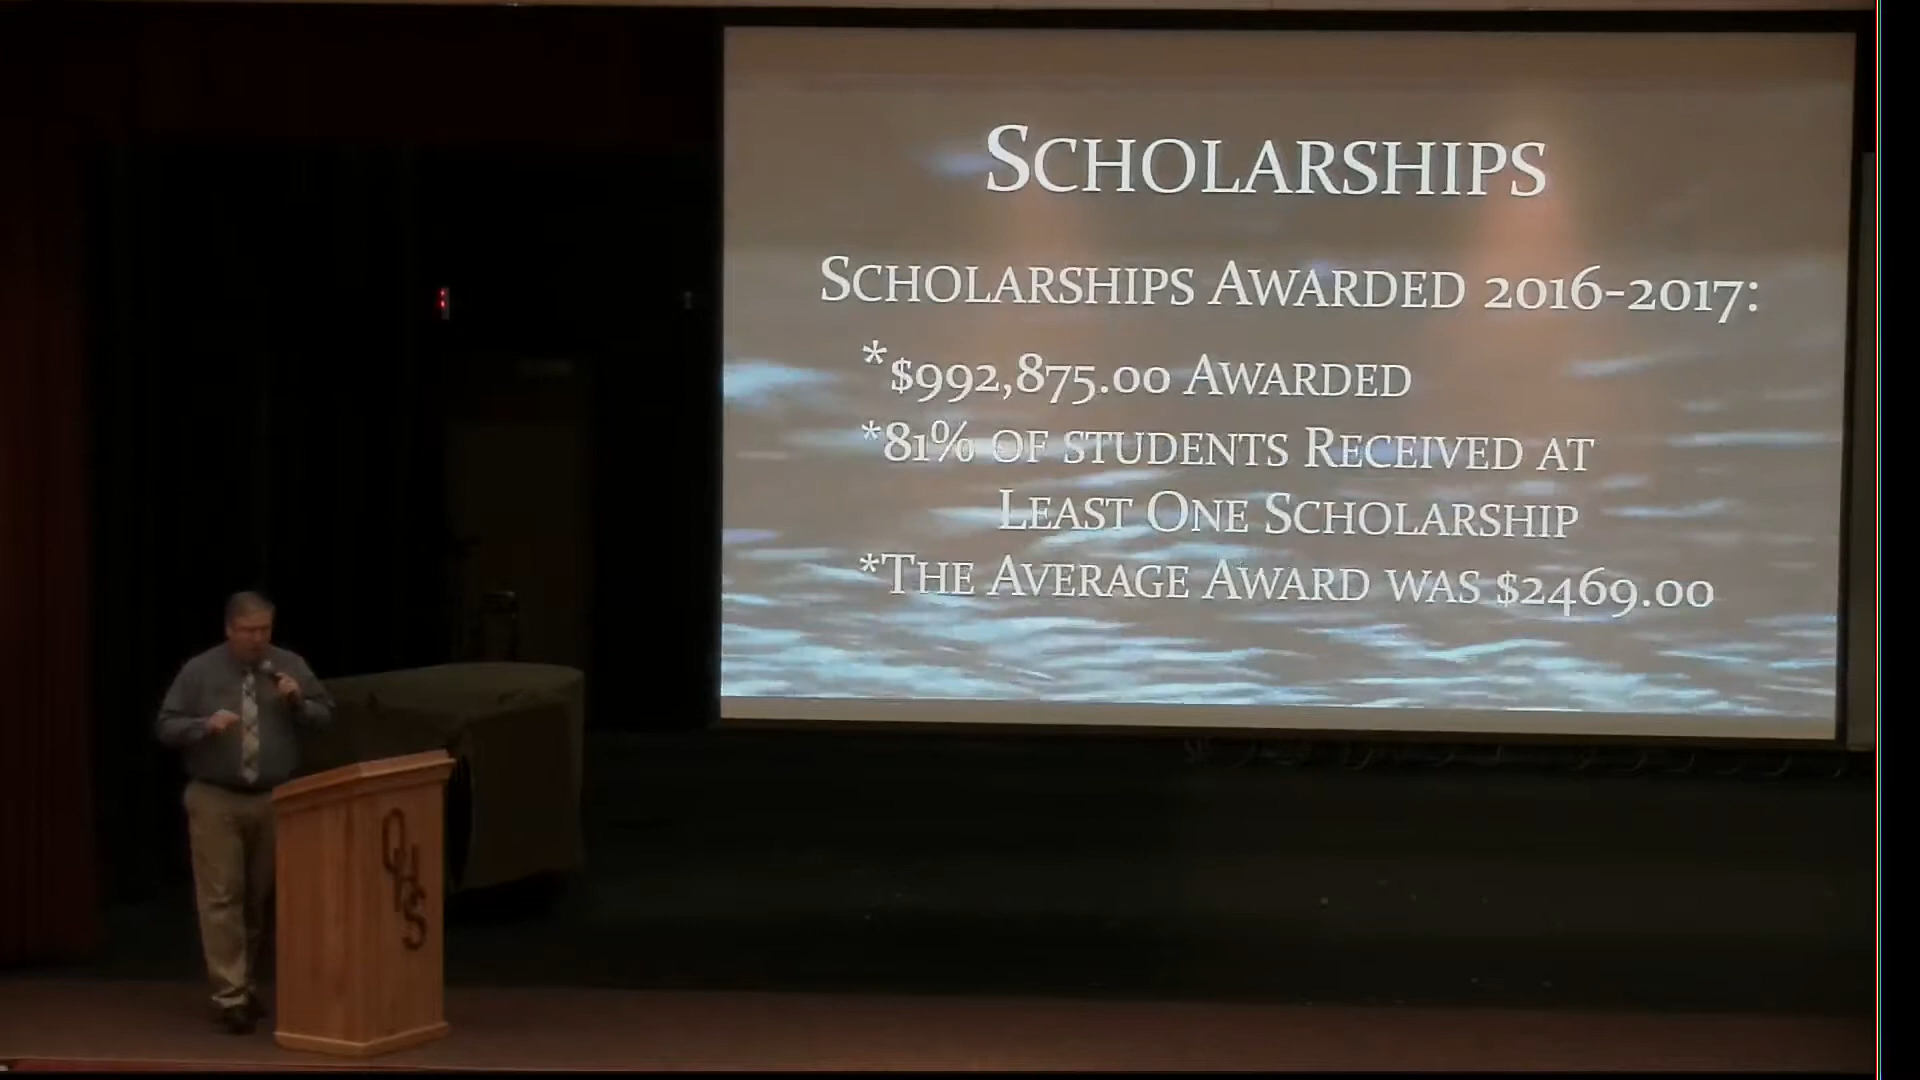 Scholarships
Scholarships Awarded 2016-2017:
*$992,875.00 Awarded
*81% of students Received at
Least One Scholarship
*The Average Award was $2469.00
QHS